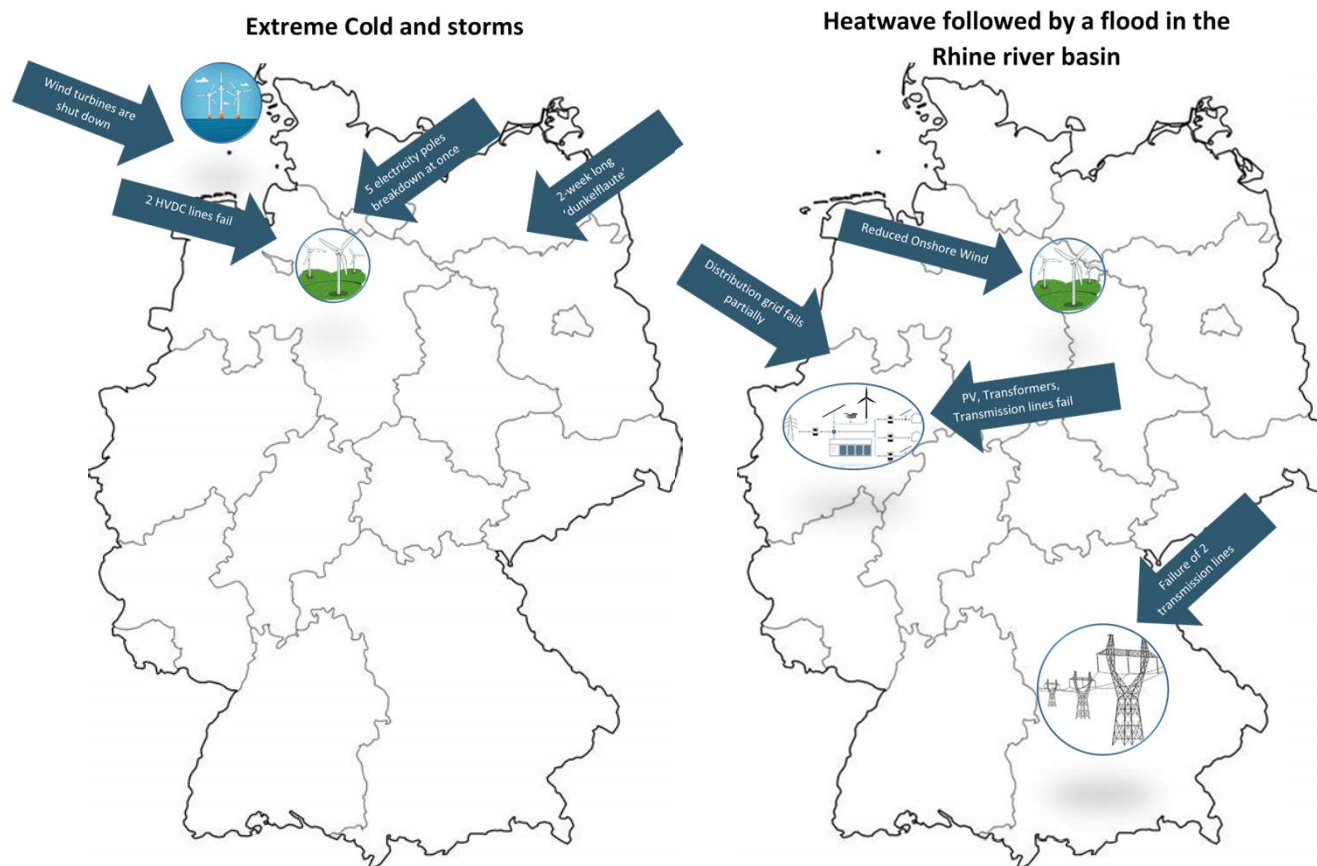 Extreme Cold and storms
Wind turbines are
shut down
2 HVDC lines fail
5 electricity poles
breakdown at once
2-week long
‘dunkelflaute’
Heatwave followed by a flood in the
Rhine river basin
Reduced Onshore Wind
Distribution grid fails
partially
PV, Transformers,
Transmission lines fail
Failure of 2
transmission lines